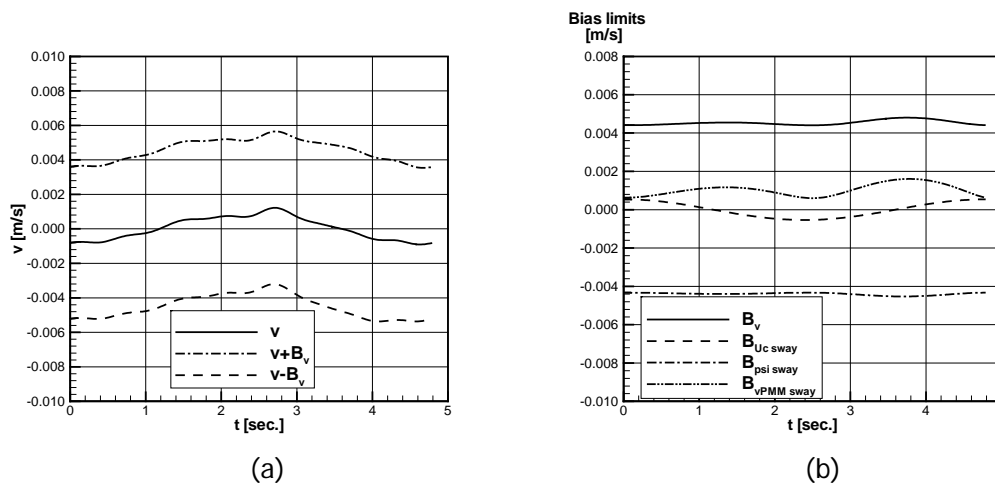 0.010
0.008
0.006
0.004
0.002
0.000
-0.002
-0.004
-0.006
-0.008
-0.010
v [m/s]
0 1 2 3 4 5
t [sec.]
v
v+Bv
v-Bv
(a)
Bias limits
[m/s]
0.008
0.006
0.004
0.002
0.000
-0.002
-0.004
-0.006
-0.008
-0.010
0 1 2 3 4
t [sec.]
Bv
BUc sway
Bpsi sway
BvPMM sway
(b)